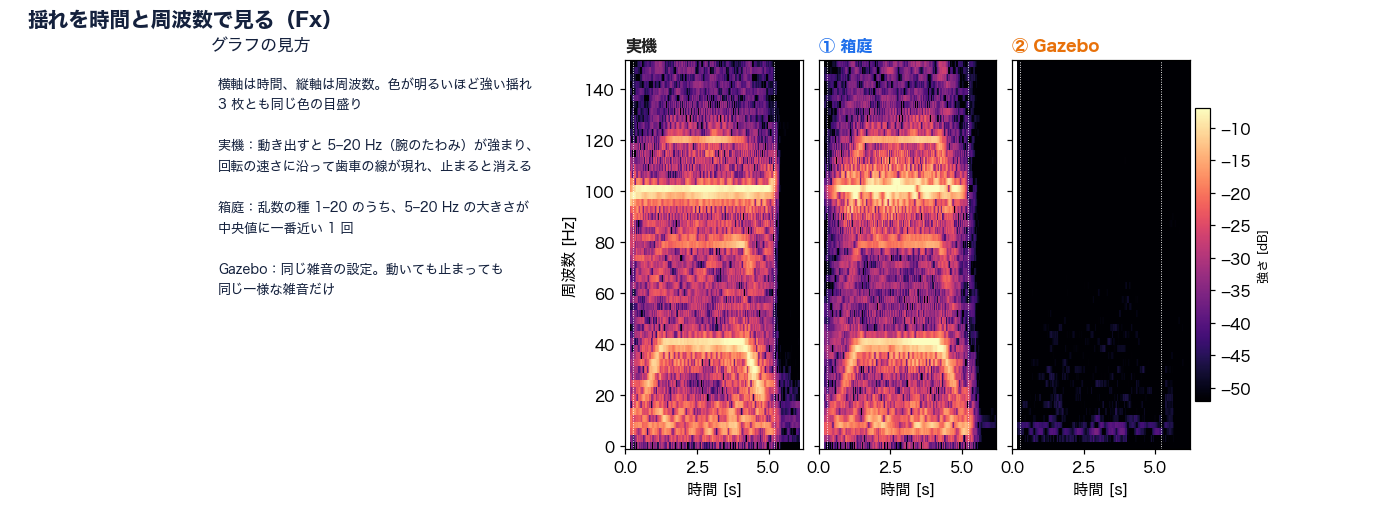 揺れを時間と周波数で見る（Fx）
グラフの見方
横軸は時間、縦軸は周波数。色が明るいほど強い揺れ
3 枚とも同じ色の目盛り
実機：動き出すと 5–20 Hz（腕のたわみ）が強まり、
回転の速さに沿って歯車の線が現れ、止まると消える
箱庭：乱数の種 1–20 のうち、5–20 Hz の大きさが
中央値に一番近い 1 回
Gazebo：同じ雑音の設定。動いても止まっても
同じ一様な雑音だけ
実機
① 箱庭
② Gazebo
周波数 [Hz]
140
120
100
80
60
40
20
0
0.0 2.5 5.0
時間 [s]
0.0 2.5 5.0
時間 [s]
0.0 2.5 5.0
時間 [s]
−10
−15
−20
−25
−30
−35
−40
−45
−50
強さ [dB]